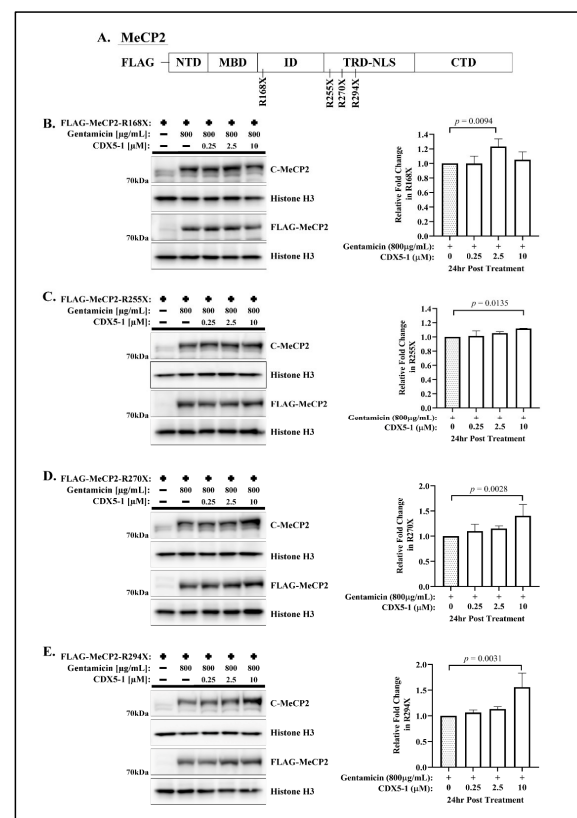 A. MeCP2
FLAG NTD MBD ID TRD-NLS CTD
R168X R255X R270X R294X
B. FLAG-MeCP2-R168X: + + + + +
Gentamicin [µg/mL]: − 800 800 800 800
CDX5-1 [µM]: − − 0.25 2.5 10
C-MeCP2
70kDa
Histone H3
FLAG-MeCP2
70kDa
Histone H3
p = 0.0094
Relative Fold Change
in R168X
1.4
1.2
1.0
0.8
0.6
0.4
0.2
0.0
Gentamicin (800µg/mL) + + + +
CDX5-1 (µM): 0 0.25 2.5 10
24hr Post Treatment
C. FLAG-MeCP2-R255X: + + + + +
Gentamicin [µg/mL]: − 800 800 800 800
CDX5-1 [µM]: − − 0.25 2.5 10
C-MeCP2
70kDa
Histone H3
FLAG-MeCP2
70kDa
Histone H3
p = 0.0135
Relative Fold Change
in R255X
1.4
1.2
1.0
0.8
0.6
0.4
0.2
0.0
Gentamicin (800µg/mL): + + + +
CDX5-1 (µM): 0 0.25 2.5 10
24hr Post Treatment
D. FLAG-MeCP2-R270X: + + + + +
Gentamicin [µg/mL]: − 800 800 800 800
CDX5-1 [µM]: − − 0.25 2.5 10
C-MeCP2
70kDa
Histone H3
FLAG-MeCP2
70kDa
Histone H3
p = 0.0028
Relative Fold Change
in R270X
2.0
1.5
1.0
0.5
0.0
Gentamicin (800µg/mL) + + + +
CDX5-1 (µM): 0 0.25 2.5 10
24hr Post Treatment
E. FLAG-MeCP2-R294X: + + + + +
Gentamicin [µg/mL]: − 800 800 800 800
CDX5-1 [µM]: − − 0.25 2.5 10
C-MeCP2
70kDa
Histone H3
FLAG-MeCP2
70kDa
Histone H3
p = 0.0031
Relative Fold Change
in R294X
2.0
1.5
1.0
0.5
0.0
Gentamicin (800µg/mL): + + + +
CDX5-1 (µM): 0 0.25 2.5 10
24hr Post Treatment